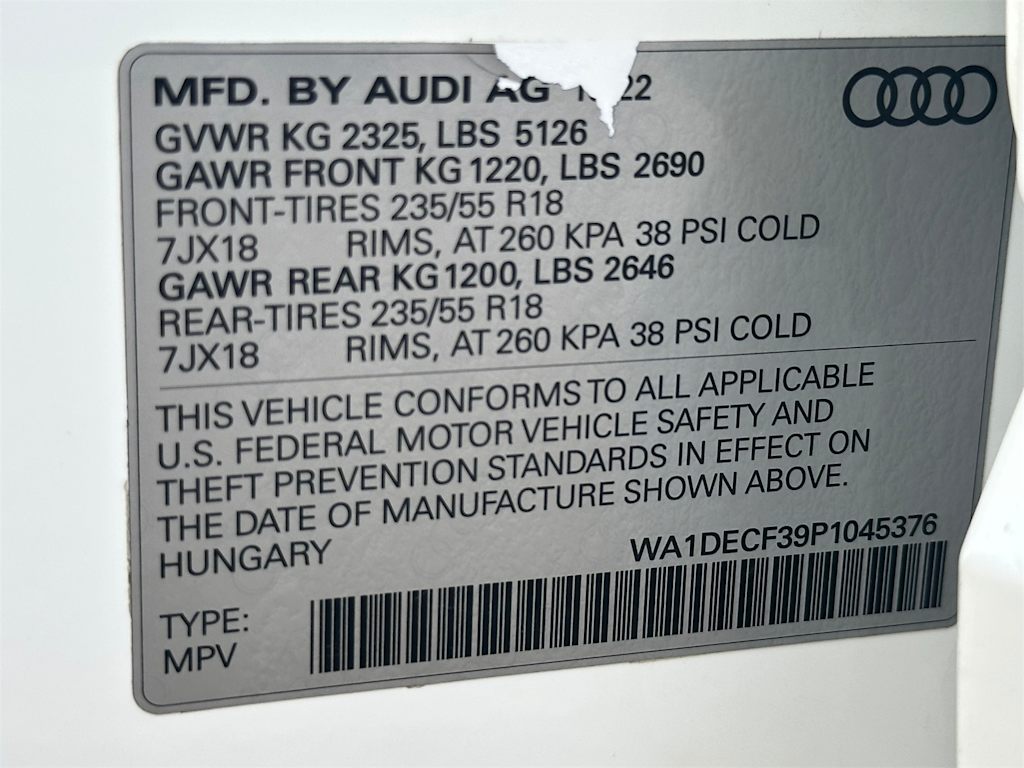 MFD. BY AUDI AG
GVWR KG 2325, LBS 5126
GAWR FRONT KG 1220, LBS 2690
FRONT-TIRES 235/55 R18
7JX18 RIMS, AT 260 KPA 38 PSI COLD
GAWR REAR KG 1200, LBS 2646
REAR-TIRES 235/55 R18
7JX18 RIMS, AT 260 KPA 38 PSI COLD
THIS VEHICLE CONFORMS TO ALL APPLICABLE
U.S. FEDERAL MOTOR VEHICLE SAFETY AND
THEFT PREVENTION STANDARDS IN EFFECT ON
THE DATE OF MANUFACTURE SHOWN ABOVE.
HUNGARY
WA1DECF39P1045376
TYPE:
MPV